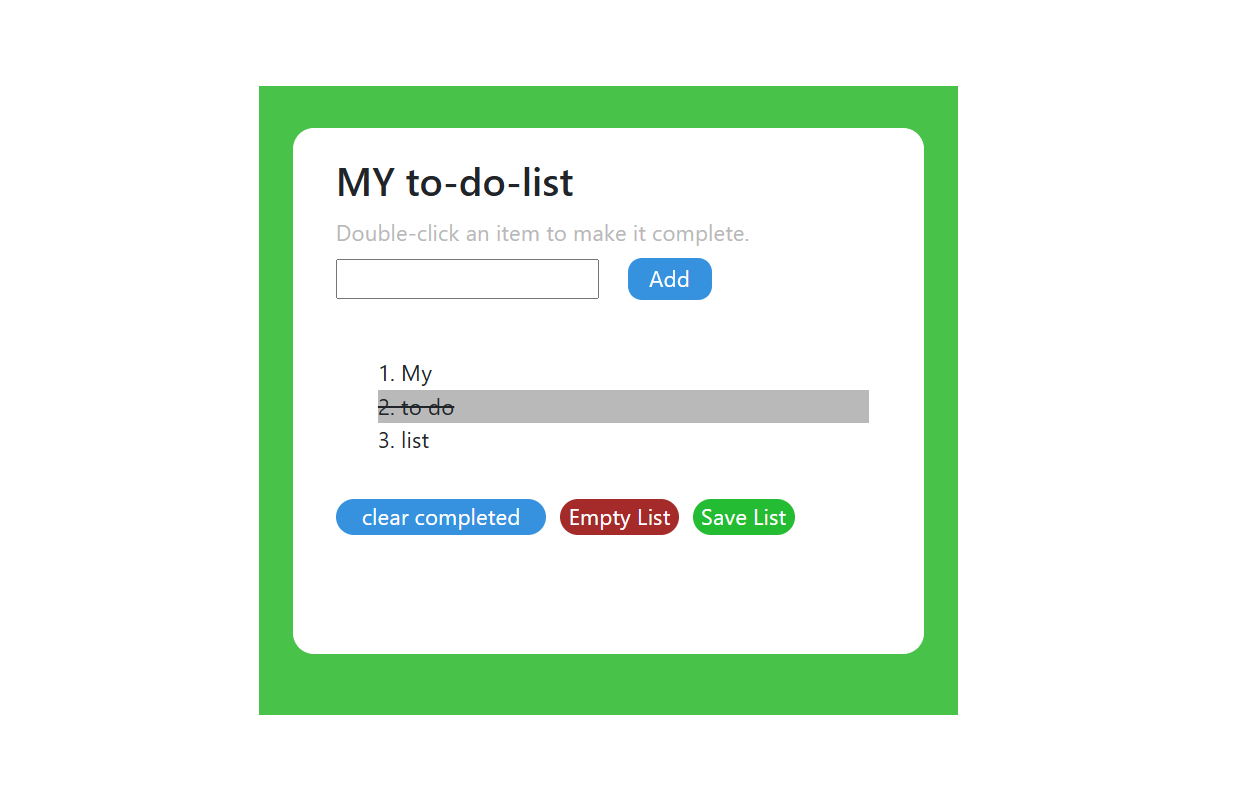 MY to-do-list
Double-click an item to make it complete.
Add
1. My
2. to do
3. list
clear completed Empty List Save List